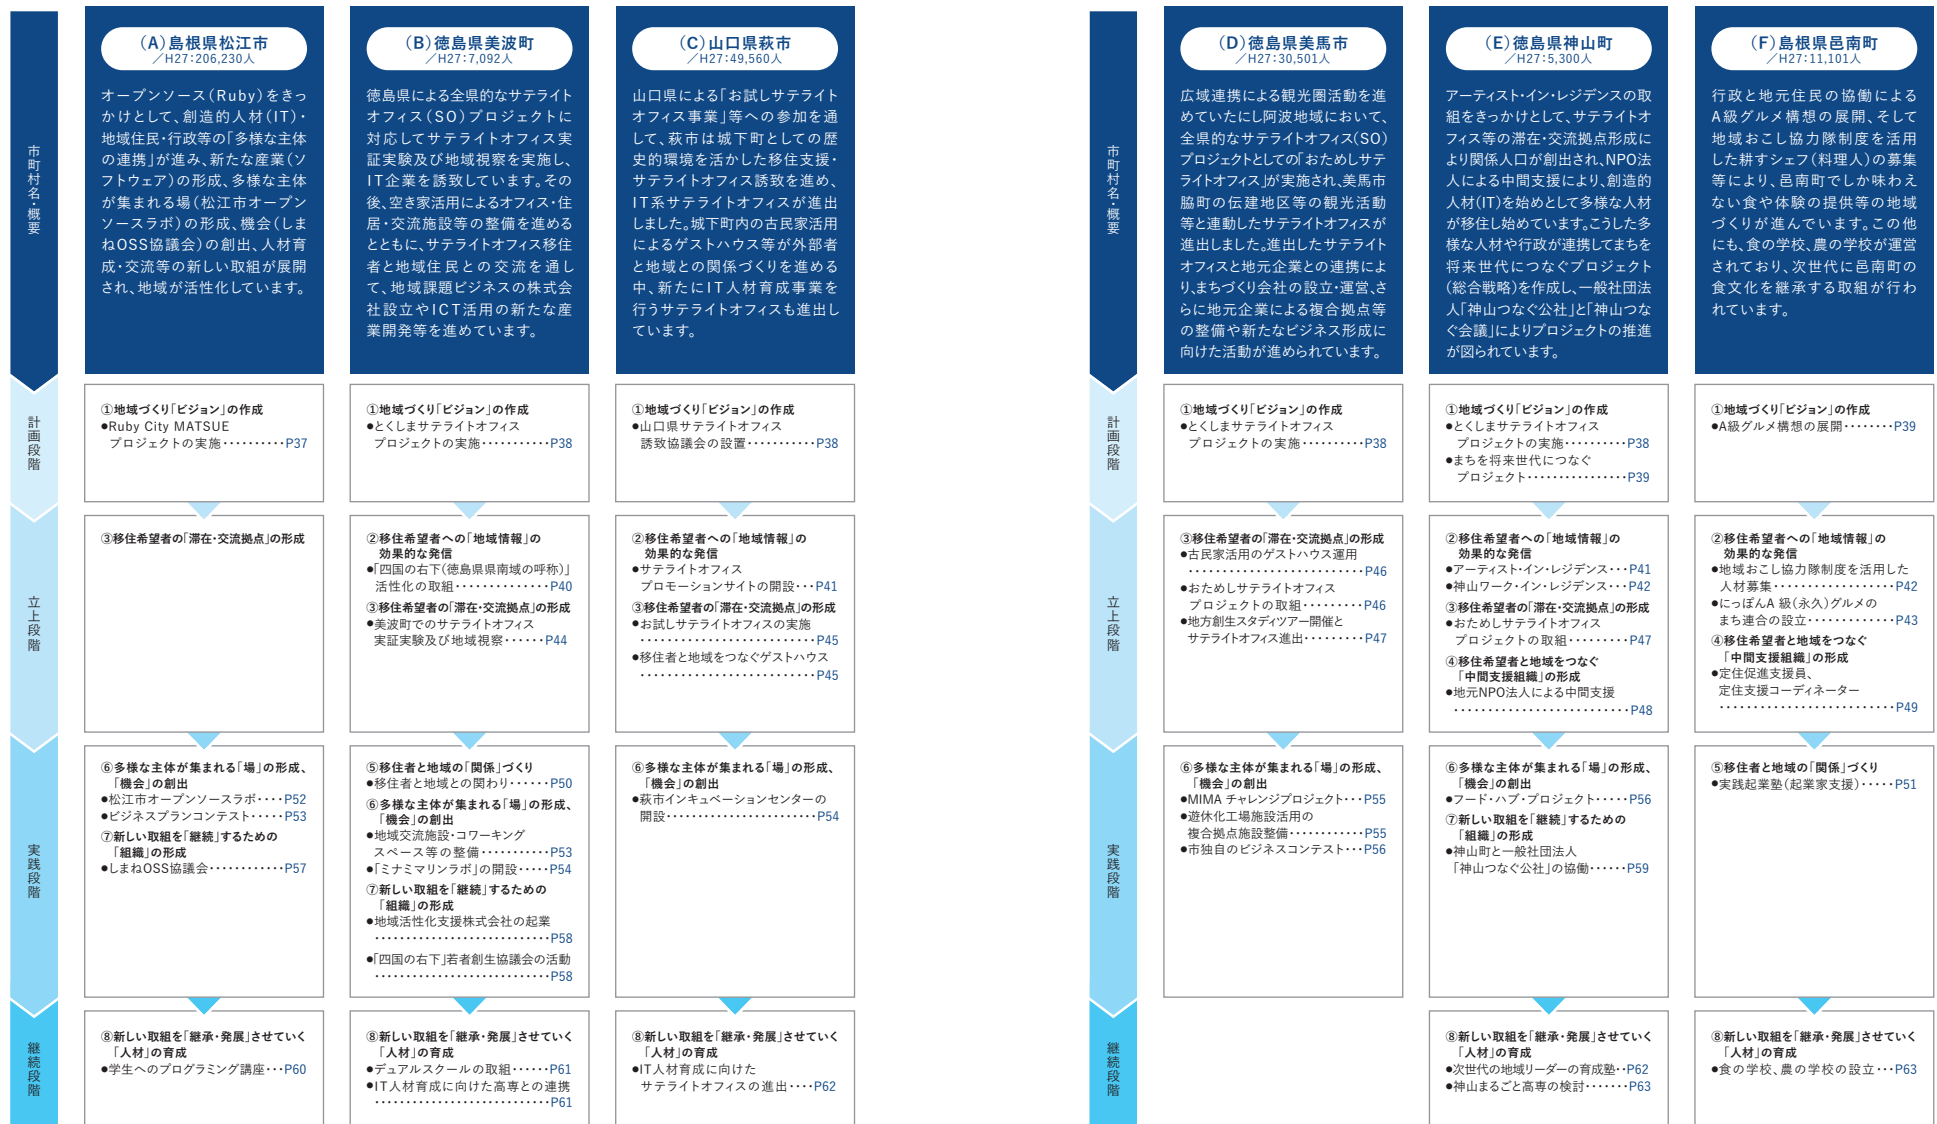 市町村名・概要
(A)島根県松江市
／H27：206,230人
オープンソース（Ruby）をきっ
かけとして、創造的人材（IT）・
地域住民・行政等の「多様な主体
の連携」が進み、新たな産業（ソ
フトウェア）の形成、多様な主体
が集まれる場（松江市オープン
ソースラボ）の形成、機会（しま
ねOSS協議会）の創出、人材育
成・交流等の新しい取組が展開
され、地域が活性化しています。
(B)徳島県美波町
／H27：7,092人
徳島県による全県的なサテライト
オフィス（SO）プロジェクトに
対応してサテライトオフィス実
証実験及び地域視察を実施し、
IT企業を誘致しています。その
後、空き家活用によるオフィス・住
居・交流施設等の整備を進める
とともに、サテライトオフィス移住
者と地域住民との交流を通し
て、地域課題ビジネスの株式会
社設立やICT活用の新たな産
業開発等を進めています。
(C)山口県萩市
／H27：49,560人
山口県による「お試しサテライト
オフィス事業」等への参加を通
して、萩市は城下町としての歴
史的環境を活かした移住支援・
サテライトオフィス誘致を進め、
IT系サテライトオフィスが進出
しました。城下町内の古民家活用
によるゲストハウス等が外部者
と地域との関係づくりを進める
中、新たにIT人材育成事業を
行うサテライトオフィスも進出し
ています。
計画段階
①地域づくり「ビジョン」の作成
●Ruby City MATSUE
プロジェクトの実施・・・・・・・・・・P37
①地域づくり「ビジョン」の作成
●とくしまサテライトオフィス
プロジェクトの実施・・・・・・・・・・P38
①地域づくり「ビジョン」の作成
●山口県サテライトオフィス
誘致協議会の設置・・・・・・・・・・P38
立上段階
③移住希望者の「滞在・交流拠点」の形成
②移住希望者への「地域情報」の
効果的な発信
●「四国の右下（徳島県県南域の呼称）」
活性化の取組・・・・・・・・・・・・・P40
③移住希望者の「滞在・交流拠点」の形成
●美波町でのサテライトオフィス
実証実験及び地域視察・・・・・・P44
②移住希望者への「地域情報」の
効果的な発信
●サテライトオフィス
プロモーションサイトの開設・・・P41
③移住希望者の「滞在・交流拠点」の形成
●お試しサテライトオフィスの実施
・・・・・・・・・・・・・・・・・・・・・・・・・P45
●移住者と地域をつなぐゲストハウス
・・・・・・・・・・・・・・・・・・・・・・・・・P45
実践段階
⑥多様な主体が集まれる「場」の形成、
「機会」の創出
●松江市オープンソースラボ・・・・P52
●ビジネスプランコンテスト・・・・・P53
⑦新しい取組を「継続」するための
「組織」の形成
●しまねOSS協議会・・・・・・・・・・・・P57
⑤移住者と地域の「関係」づくり
●移住者と地域との関わり・・・・・・P50
⑥多様な主体が集まれる「場」の形成、
「機会」の創出
●地域交流施設・コワーキング
スペース等の整備・・・・・・・・・・P53
●「ミナミマリンラボ」の開設・・・・・P54
⑦新しい取組を「継続」するための
「組織」の形成
●地域活性化支援株式会社の起業
・・・・・・・・・・・・・・・・・・・・・・・・・P58
●「四国の右下」若者創生協議会の活動
・・・・・・・・・・・・・・・・・・・・・・・・・P58
⑥多様な主体が集まれる「場」の形成、
「機会」の創出
●萩市インキュベーションセンターの
開設・・・・・・・・・・・・・・・・・・・・・・P54
継続段階
⑧新しい取組を「継承・発展」させていく
「人材」の育成
●学生へのプログラミング講座・・・P60
⑧新しい取組を「継承・発展」させていく
「人材」の育成
●デュアルスクールの取組・・・・・・P61
●IT人材育成に向けた高専との連携
・・・・・・・・・・・・・・・・・・・・・・・・・P61
⑧新しい取組を「継承・発展」させていく
「人材」の育成
●IT人材育成に向けた
サテライトオフィスの進出・・・・P62
市町村名・概要
(D)徳島県美馬市
／H27：30,501人
広域連携による観光圏活動を進
めていたにし阿波地域において、
全県的なサテライトオフィス（SO）
プロジェクトとしての「おためしサテ
ライトオフィス」が実施され、美馬市
脇町の伝建地区等の観光活動
等と連動したサテライトオフィスが
進出しました。進出したサテライト
オフィスと地元企業との連携によ
り、まちづくり会社の設立・運営、さ
らに地元企業による複合拠点等
の整備や新たなビジネス形成に
向けた活動が進められています。
(E)徳島県神山町
／H27：5,300人
アーティスト・イン・レジデンスの取
組をきっかけとして、サテライトオ
フィス等の滞在・交流拠点形成に
より関係人口が創出され、NPO法
人による中間支援により、創造的
人材（IT）を始めとして多様な人材
が移住し始めています。こうした多
様な人材や行政が連携してまちを
将来世代につなぐプロジェクト
（総合戦略）を作成し、一般社団法
人「神山つなぐ公社」と「神山つな
ぐ会議」によりプロジェクトの推進
が図られています。
(F)島根県邑南町
／H27：11,101人
行政と地元住民の協働による
A級グルメ構想の展開、そして
地域おこし協力隊制度を活用
した耕すシェフ（料理人）の募集
等により、邑南町でしか味わえ
ない食や体験の提供等の地域
づくりが進んでいます。この他
にも、食の学校、農の学校が運営
されており、次世代に邑南町の
食文化を継承する取組が行わ
れています。
計画段階
①地域づくり「ビジョン」の作成
●とくしまサテライトオフィス
プロジェクトの実施・・・・・・・・・・P38
①地域づくり「ビジョン」の作成
●とくしまサテライトオフィス
プロジェクトの実施・・・・・・・・・P38
●まちを将来世代につなぐ
プロジェクト・・・・・・・・・・・・・・・P39
①地域づくり「ビジョン」の作成
●A級グルメ構想の展開・・・・・・・・P39
立上段階
③移住希望者の「滞在・交流拠点」の形成
●古民家活用のゲストハウス運用
・・・・・・・・・・・・・・・・・・・・・・・・・P46
●おためしサテライトオフィス
プロジェクトの取組・・・・・・・・・P46
●地方創生スタディツアー開催と
サテライトオフィス進出・・・・・・・・P47
②移住希望者への「地域情報」の
効果的な発信
●アーティスト・イン・レジデンス・・・P41
●神山ワーク・イン・レジデンス・・・P42
③移住希望者の「滞在・交流拠点」の形成
●おためしサテライトオフィス
プロジェクトの取組・・・・・・・・・P47
④移住希望者と地域をつなぐ
「中間支援組織」の形成
●地元NPO法人による中間支援
・・・・・・・・・・・・・・・・・・・・・・・・・P48
②移住希望者への「地域情報」の
効果的な発信
●地域おこし協力隊制度を活用した
人材募集・・・・・・・・・・・・・・・・・P42
●にっぽんA 級（永久）グルメの
まち連合の設立・・・・・・・・・・・・P43
④移住希望者と地域をつなぐ
「中間支援組織」の形成
●定住促進支援員、
定住支援コーディネーター
・・・・・・・・・・・・・・・・・・・・・・・・・P49
実践段階
⑥多様な主体が集まれる「場」の形成、
「機会」の創出
●MIMA チャレンジプロジェクト・・・P55
●遊休化工場施設活用の
複合拠点施設整備・・・・・・・・・・・P55
●市独自のビジネスコンテスト・・・P56
⑥多様な主体が集まれる「場」の形成、
「機会」の創出
●フード・ハブ・プロジェクト・・・・・P56
⑦新しい取組を「継続」するための
「組織」の形成
●神山町と一般社団法人
「神山つなぐ公社」の協働・・・・・・P59
⑤移住者と地域の「関係」づくり
●実践起業塾（起業家支援）・・・・・P51
継続段階
⑧新しい取組を「継承・発展」させていく
「人材」の育成
●次世代の地域リーダーの育成塾・・P62
●神山まるごと高専の検討・・・・・・・P63
⑧新しい取組を「継承・発展」させていく
「人材」の育成
●食の学校、農の学校の設立・・・P63